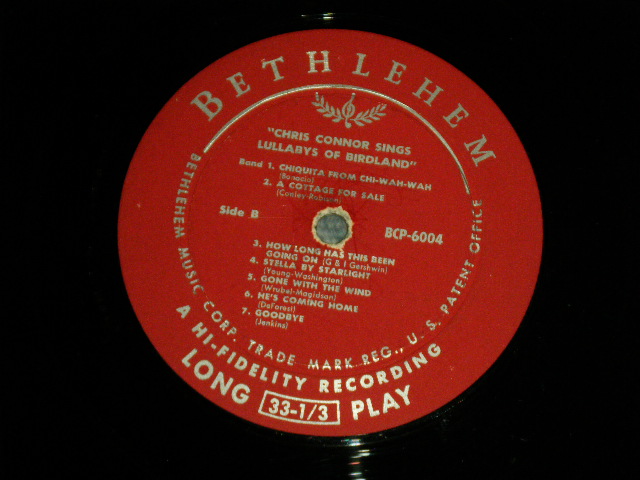 BETHLEHEM
"CHRIS CONNOR SINGS
LULLABYS OF BIRDLAND"
Band 1. CHIQUITA FROM CHI-WAH-WAH
(Bonacio)
2. A COTTAGE FOR SALE
(Conley-Robison)
Side B
BCP-6004
3. HOW LONG HAS THIS BEEN
GOING ON (G & I Gershwin)
4. STELLA BY STARLIGHT
(Young-Washington)
5. GONE WITH THE WIND
(Wrubel-Magidson)
6. HE'S COMING HOME
(DeForest)
7. GOODBYE
(Jenkins)
BETHLEHEM MUSIC CORP. TRADE MARK REG., U. S. PATENT OFFICE
A HI-FIDELITY RECORDING
LONG 33-1/3 PLAY